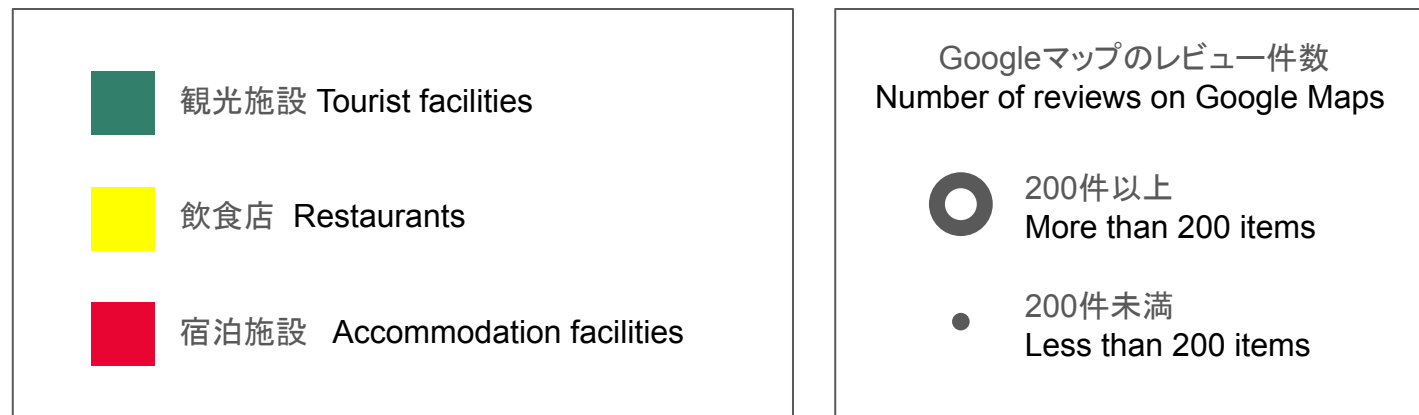 観光施設 Tourist facilities
飲食店 Restaurants
宿泊施設 Accommodation facilities
Googleマップのレビュー件数
Number of reviews on Google Maps
200件以上
More than 200 items
200件未満
Less than 200 items